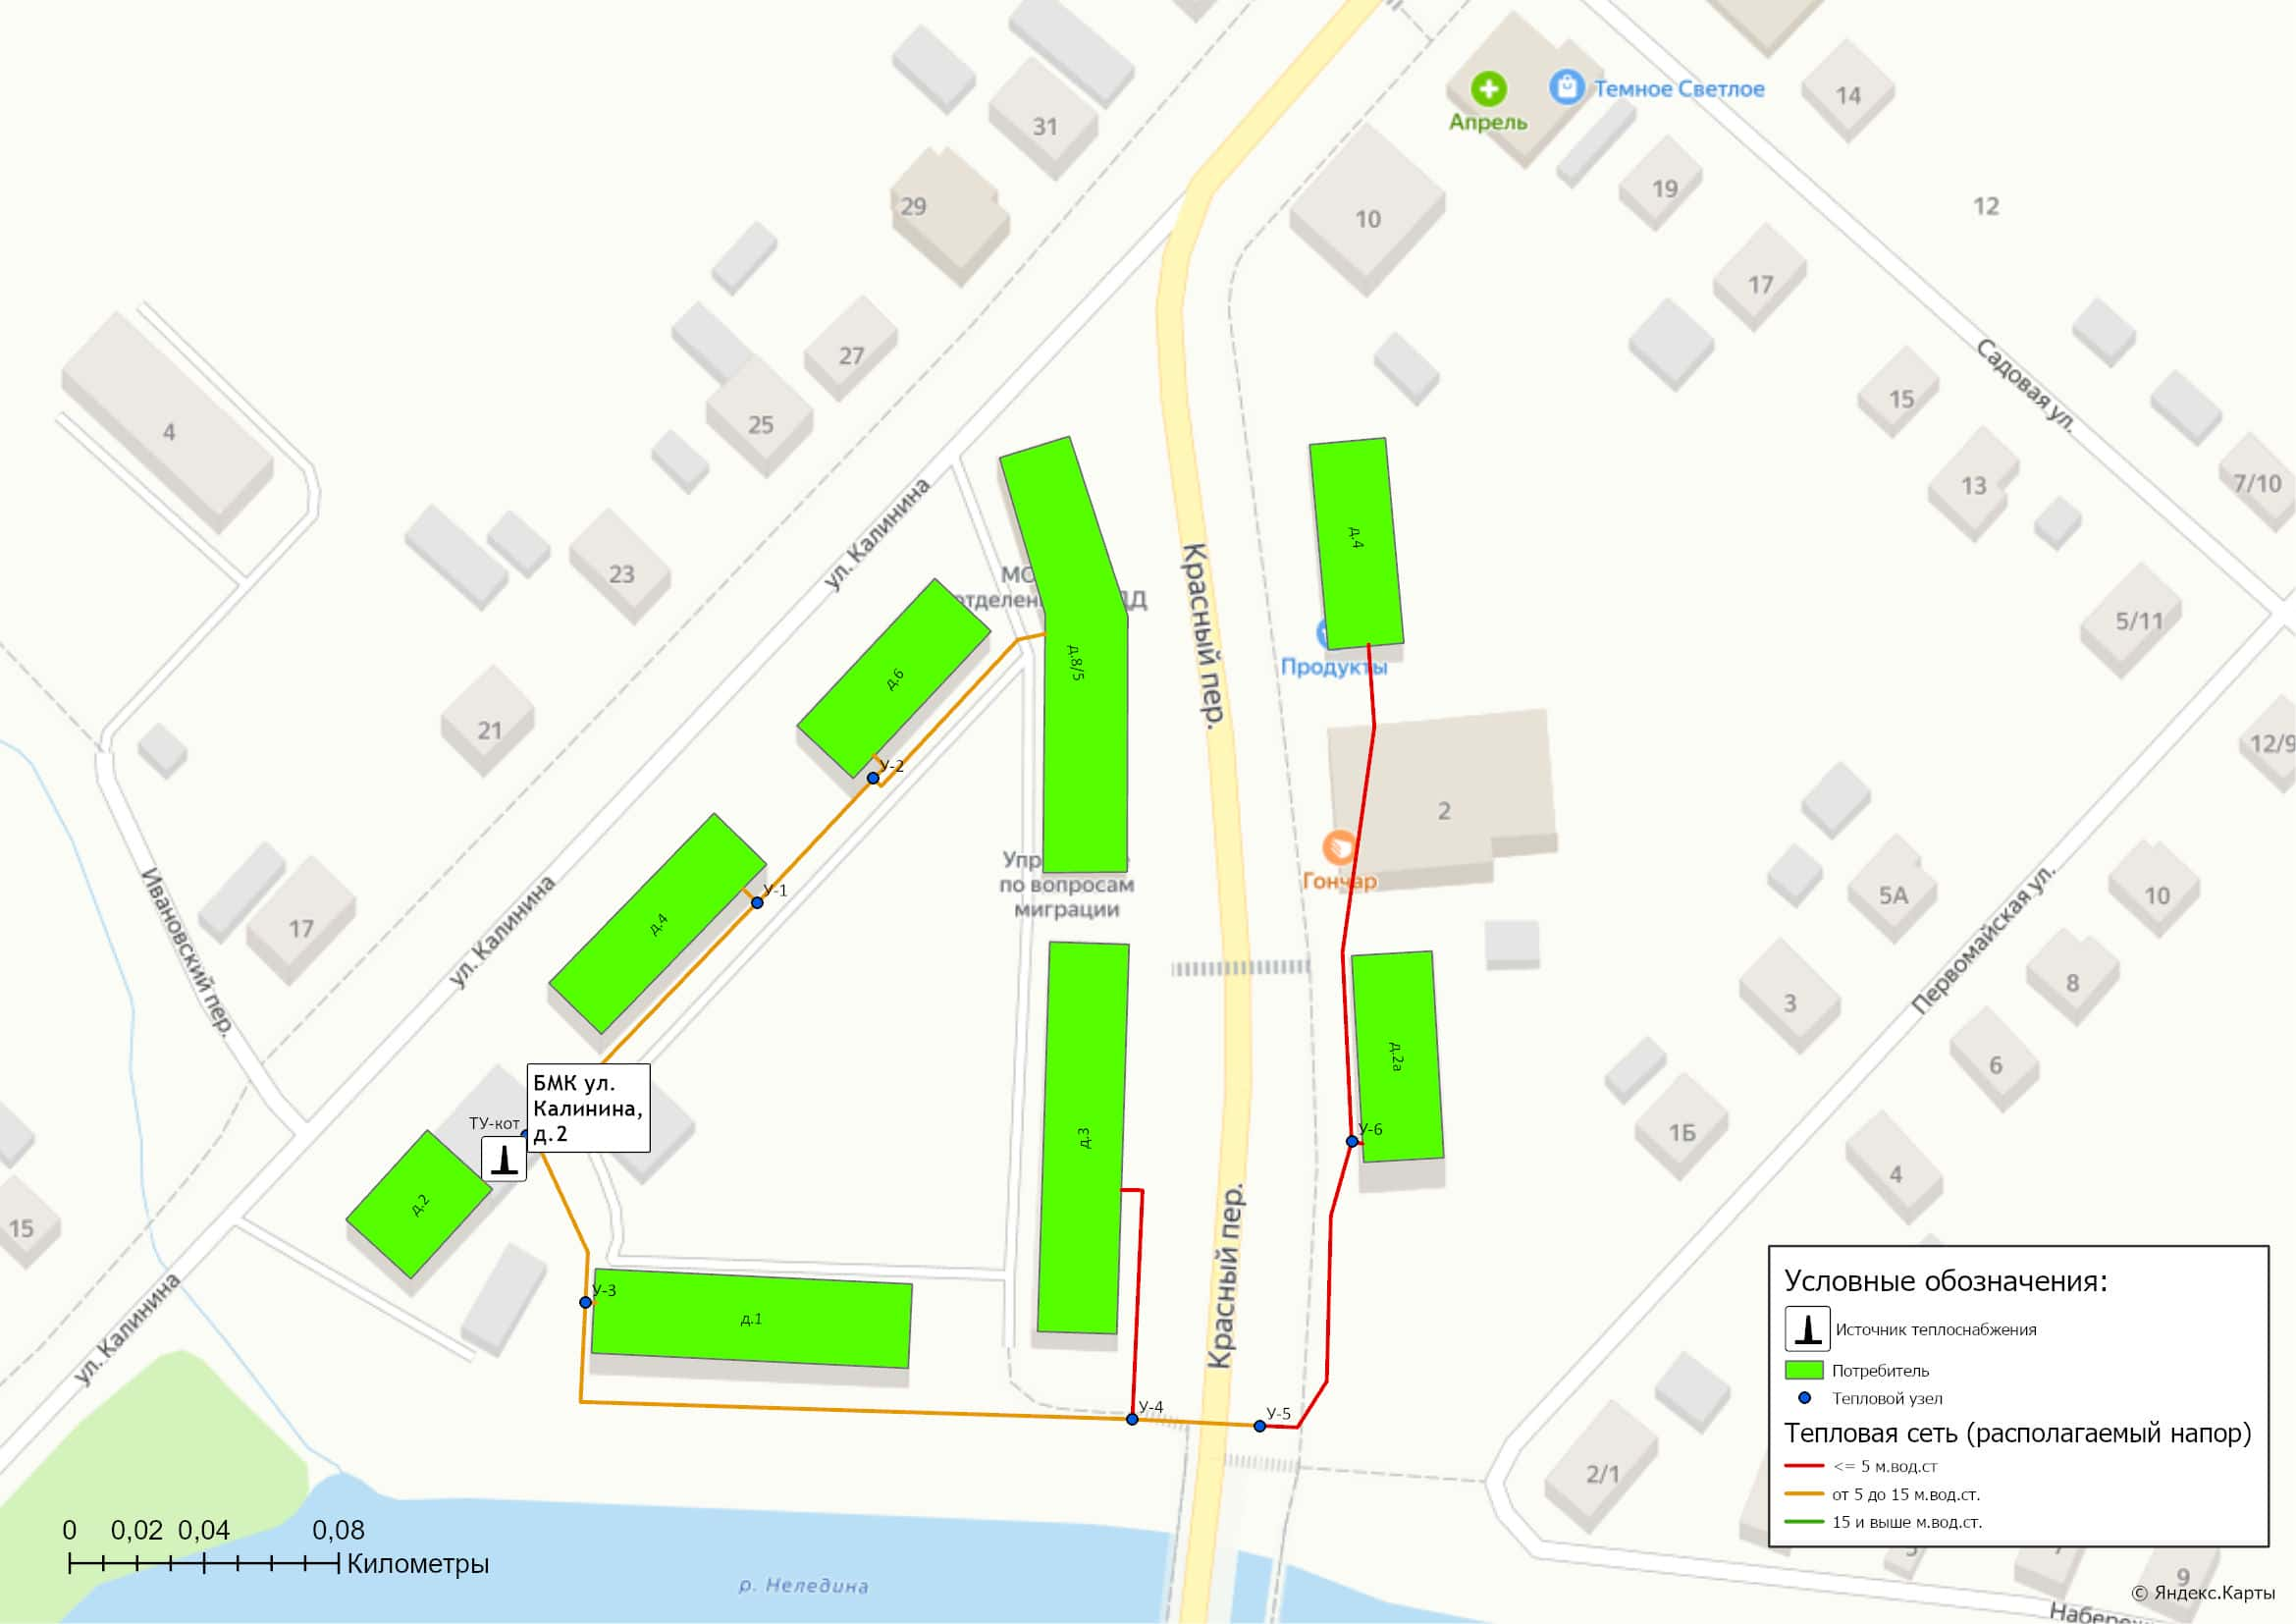 Темное Светлое
Апрель
14
31
19
29
10
12
17
27
Садовая ул.
15
25
4
7/10
13
ул. Калинина
23
МО
отделен
ДД
д.4
Красный пер.
5/11
д.8/5
Продукты
д.6
21
12/9
У-2
2
Гончар
Упр
по вопросам
миграции
У-1
д.4
5А
10
17
Ивановский пер.
ул. Калинина
Первомайская ул.
8
3
6
д.2а
БМК ул.
Калинина,
д.2
ТУ-кот
У-6
1Б
д.3
4
д.2
15
Красный пер.
У-3
д.1
ул. Калинина
У-4
У-5
2/1
Условные обозначения:
Источник теплоснабжения
Потребитель
Тепловой узел
Тепловая сеть (располагаемый напор)
<= 5 м.вод.ст
от 5 до 15 м.вод.ст.
15 и выше м.вод.ст.
0 0,02 0,04 0,08
Километры
р. Неледина
9
© Яндекс.Карты